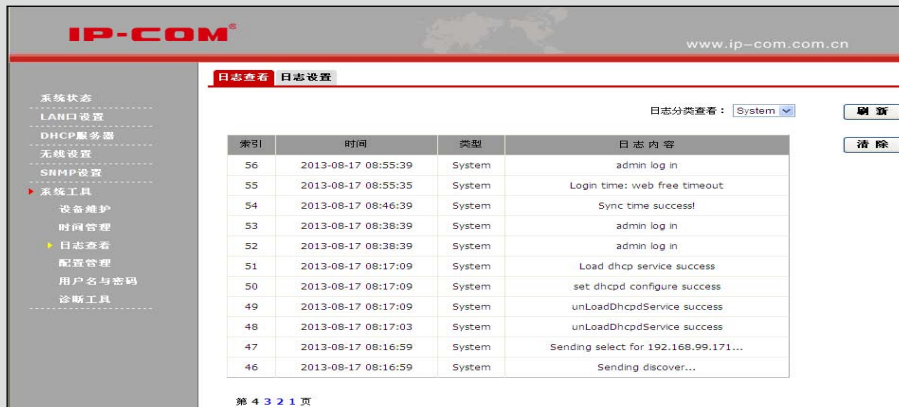 IP-COM®
www.ip-com.com.cn
日志查看 日志设置
系统状态
LAN口设置
DHCP服务器
无线设置
SNMP设置
系统工具
设备维护
时间管理
日志查看
配置管理
用户名与密码
诊断工具
日志分类查看： System
刷 新
清 除
索引 时间 类型 日志内容
56 2013-08-17 08:55:39 System admin log in
55 2013-08-17 08:55:35 System Login time: web free timeout
54 2013-08-17 08:46:39 System Sync time success!
53 2013-08-17 08:38:39 System admin log in
52 2013-08-17 08:38:39 System admin log in
51 2013-08-17 08:17:09 System Load dhcp service success
50 2013-08-17 08:17:09 System set dhcpd configure success
49 2013-08-17 08:17:09 System unLoadDhcpdService success
48 2013-08-17 08:17:03 System unLoadDhcpdService success
47 2013-08-17 08:16:59 System Sending select for 192.168.99.171...
46 2013-08-17 08:16:59 System Sending discover...
第 4 3 2 1 页